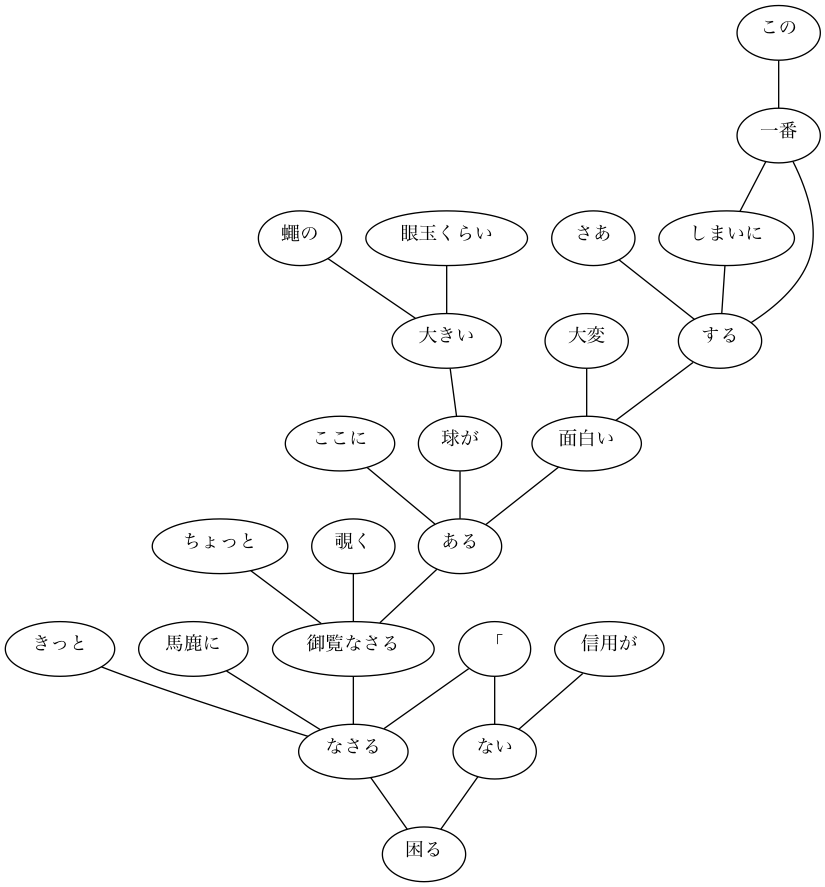 この
一番
蠅の
眼玉くらい
さあ
しまいに
大きい
大変
する
ここに
球が
面白い
ちょっと
覗く
ある
きっと
馬鹿に
御覧なさる
「
信用が
なさる
ない
困る